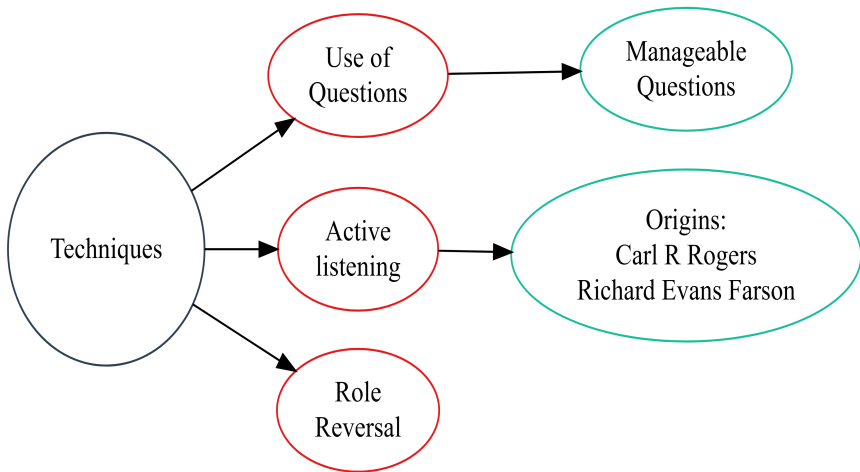 Use of
Questions
Manageable
Questions
Techniques
Active
listening
Origins:
Carl R Rogers
Richard Evans Farson
Role
Reversal